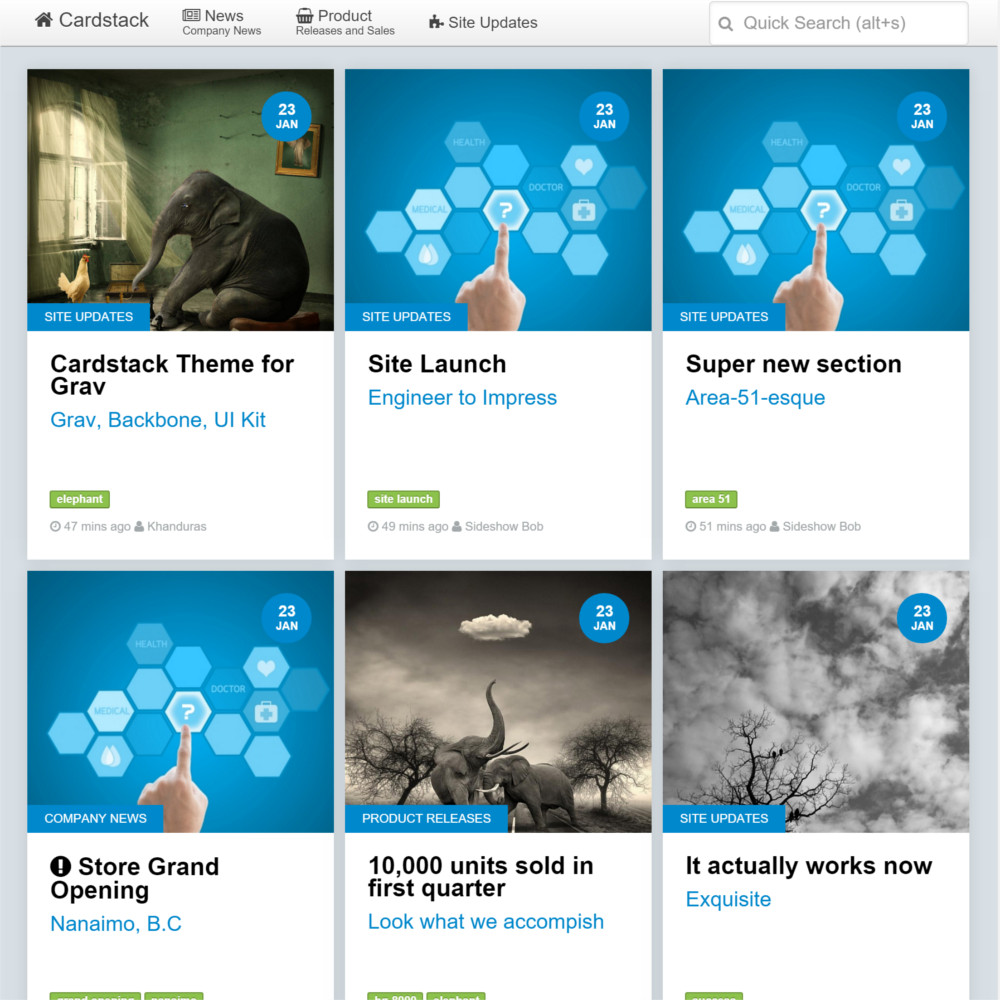 Cardstack
News
Company News
Product
Releases and Sales
Site Updates
Quick Search (alt+s)
23
JAN
SITE UPDATES
Cardstack Theme for
Grav
Grav, Backbone, UI Kit
elephant
47 mins ago Khanduras
23
JAN
HEALTH
DOCTOR
MEDICAL
?
SITE UPDATES
Site Launch
Engineer to Impress
site launch
49 mins ago Sideshow Bob
23
JAN
HEALTH
DOCTOR
MEDICAL
?
SITE UPDATES
Super new section
Area-51-esque
area 51
51 mins ago Sideshow Bob
23
JAN
HEALTH
DOCTOR
MEDICAL
?
COMPANY NEWS
Store Grand
Opening
Nanaimo, B.C
grand opening nanaimo
23
JAN
PRODUCT RELEASES
10,000 units sold in
first quarter
Look what we accompish
elephant
23
JAN
SITE UPDATES
It actually works now
Exquisite